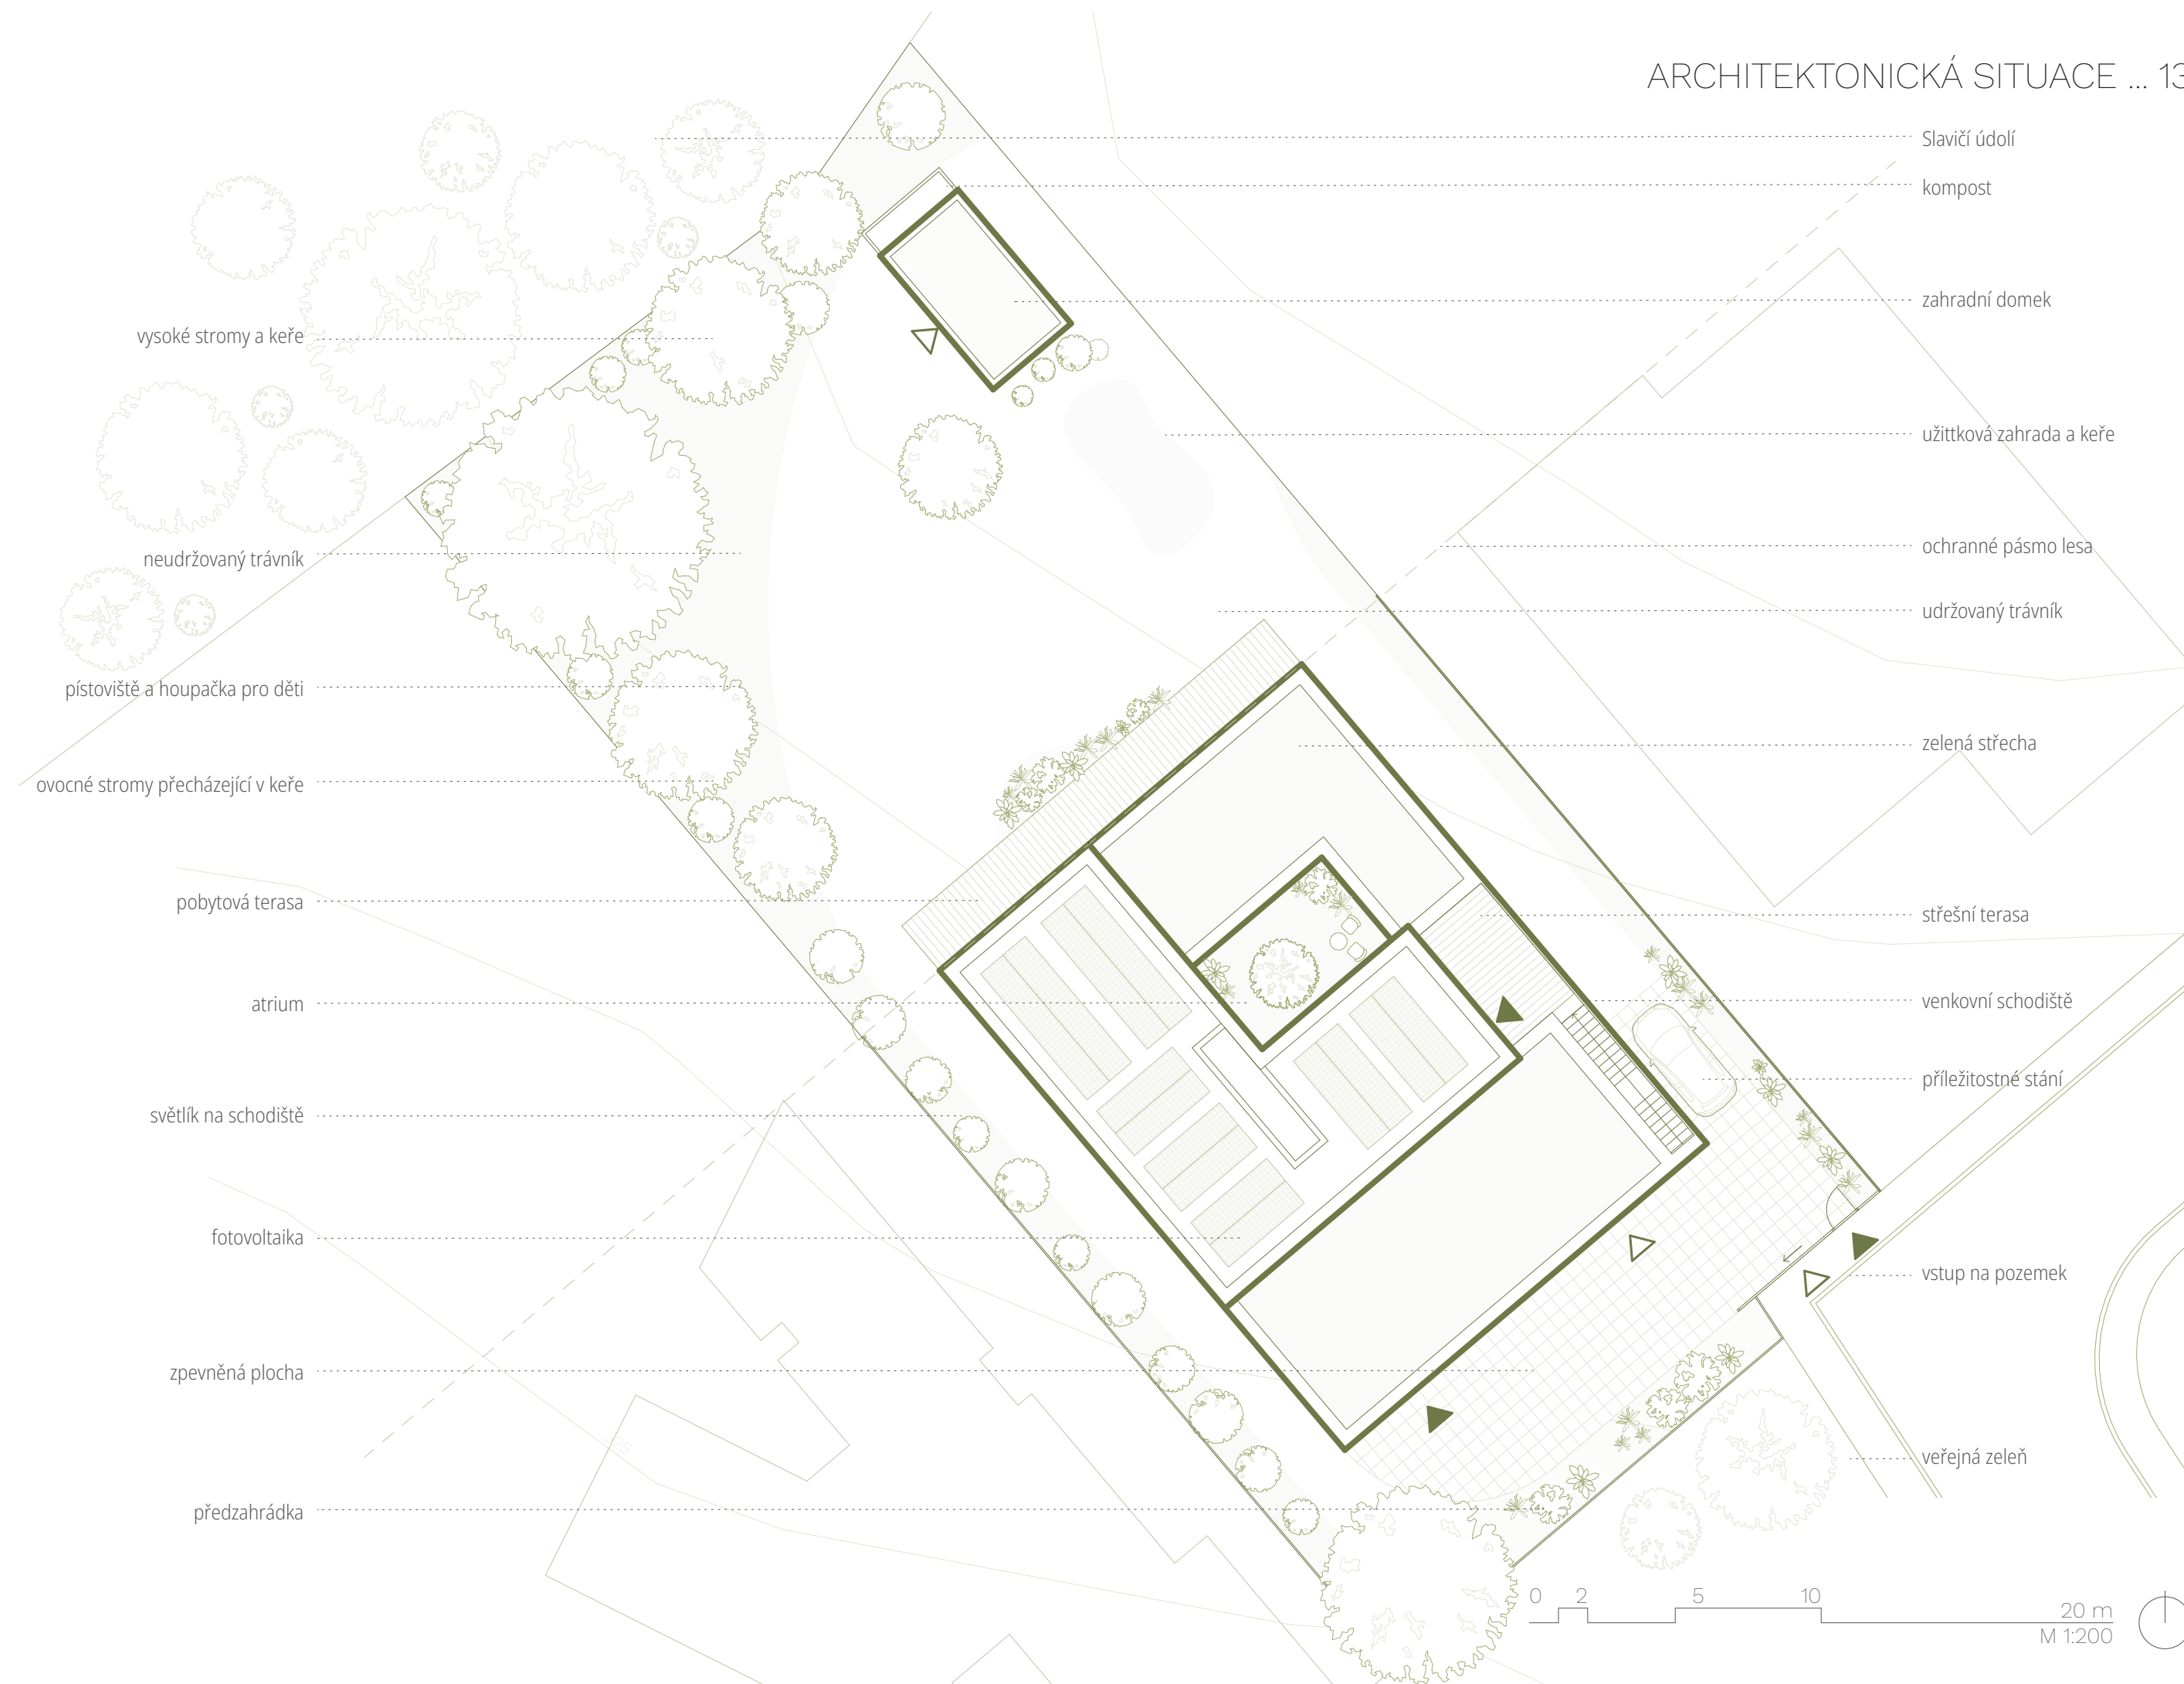 ARCHITEKTONICKÁ SITUACE ... 13
Slavičí údolí
kompost
zahradní domek
užittková zahrada a keře
ochranné pásmo lesa
udržovaný trávník
zelená střecha
střešní terasa
venkovní schodiště
příležitostné stání
vstup na pozemek
veřejná zeleň
vysoké stromy a keře
neudržovaný trávník
pístoviště a houpačka pro děti
ovocné stromy přecházející v keře
pobytová terasa
atrium
světlík na schodiště
fotovoltaika
zpevněná plocha
předzahrádka
0 2 5 10
20 m
M 1:200